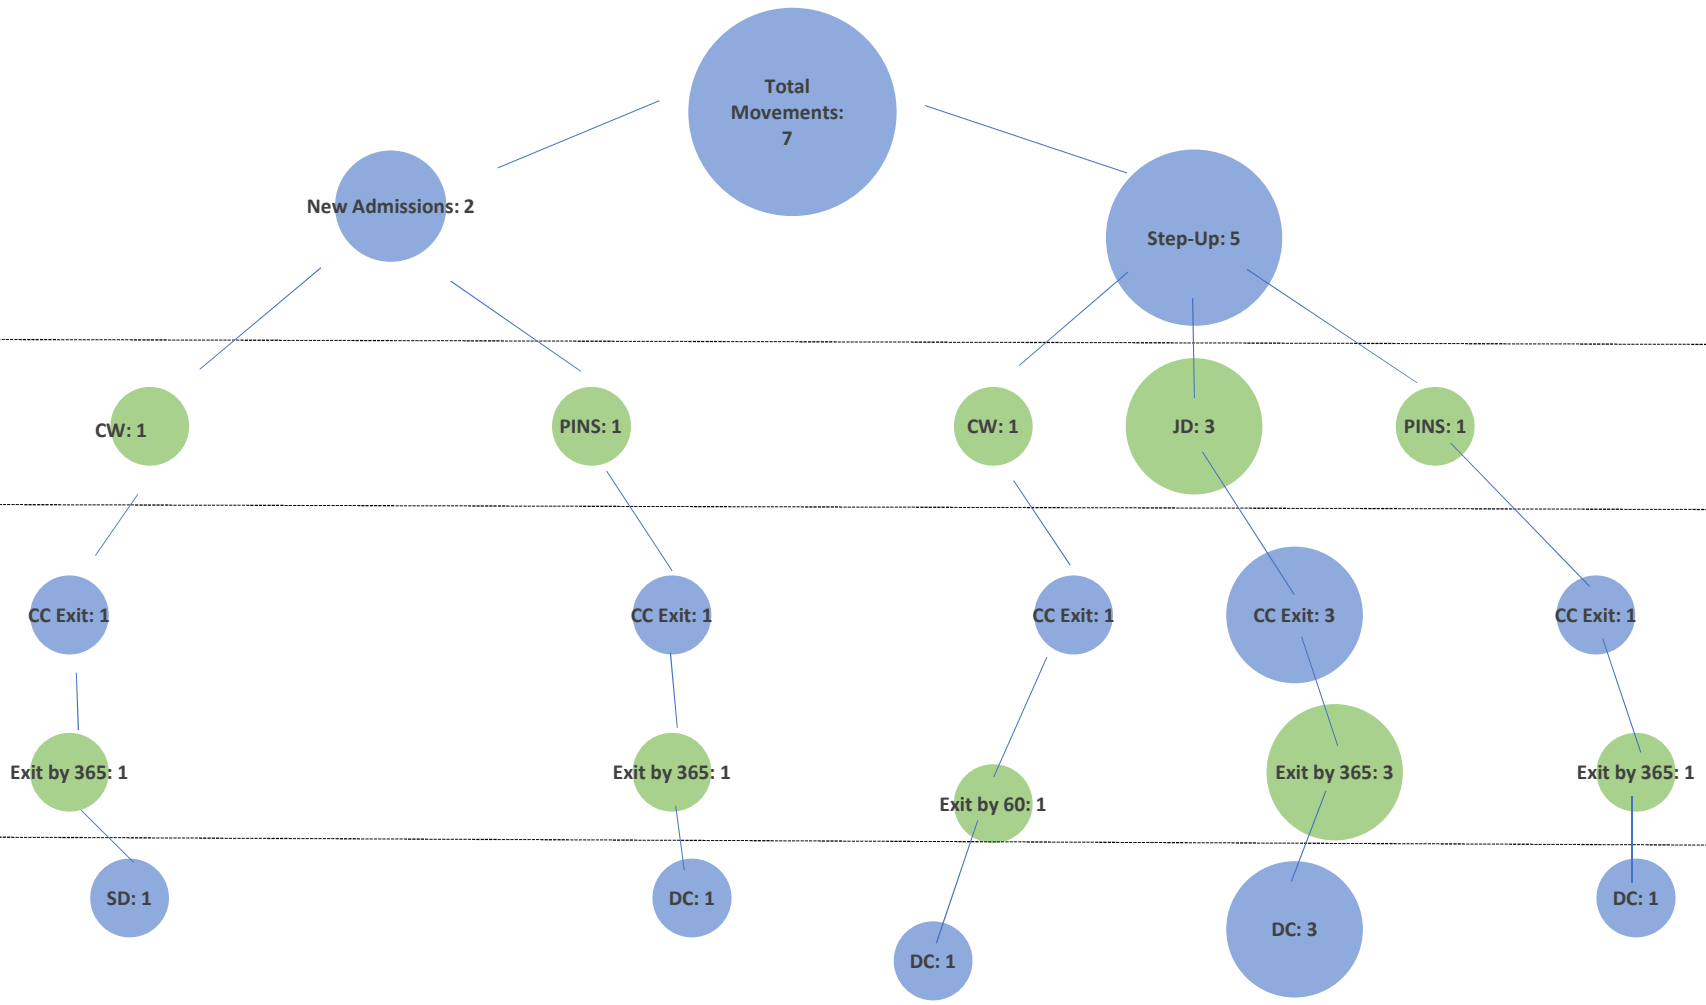 Total
Movements:
7
New Admissions: 2
Step-Up: 5
CW: 1
PINS: 1
CW: 1
JD: 3
PINS: 1
CC Exit: 1
CC Exit: 1
CC Exit: 1
CC Exit: 3
CC Exit: 1
Exit by 365: 1
Exit by 365: 1
Exit by 60: 1
Exit by 365: 3
Exit by 365: 1
SD: 1
DC: 1
DC: 1
DC: 3
DC: 1